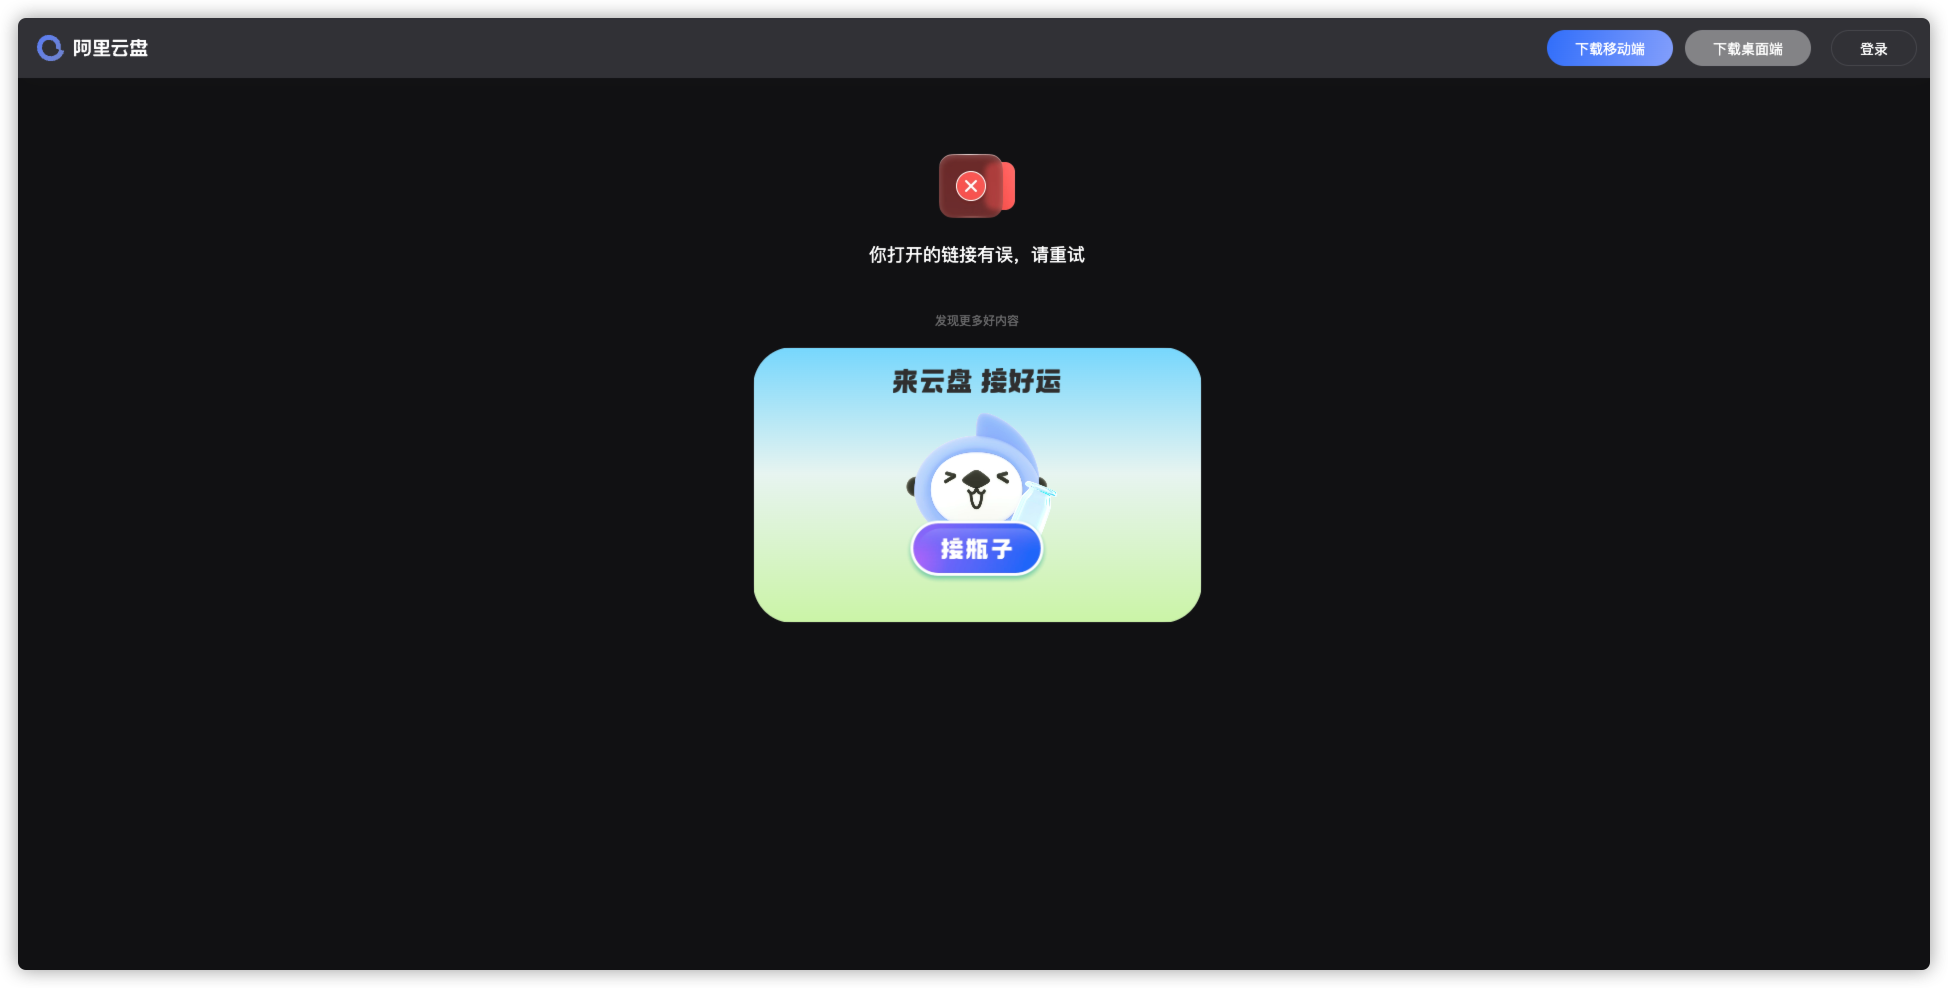 阿里云盘
下载移动端
下载桌面端
登录
你打开的链接有误，请重试
发现更多好内容
来云盘 接好运
接瓶子